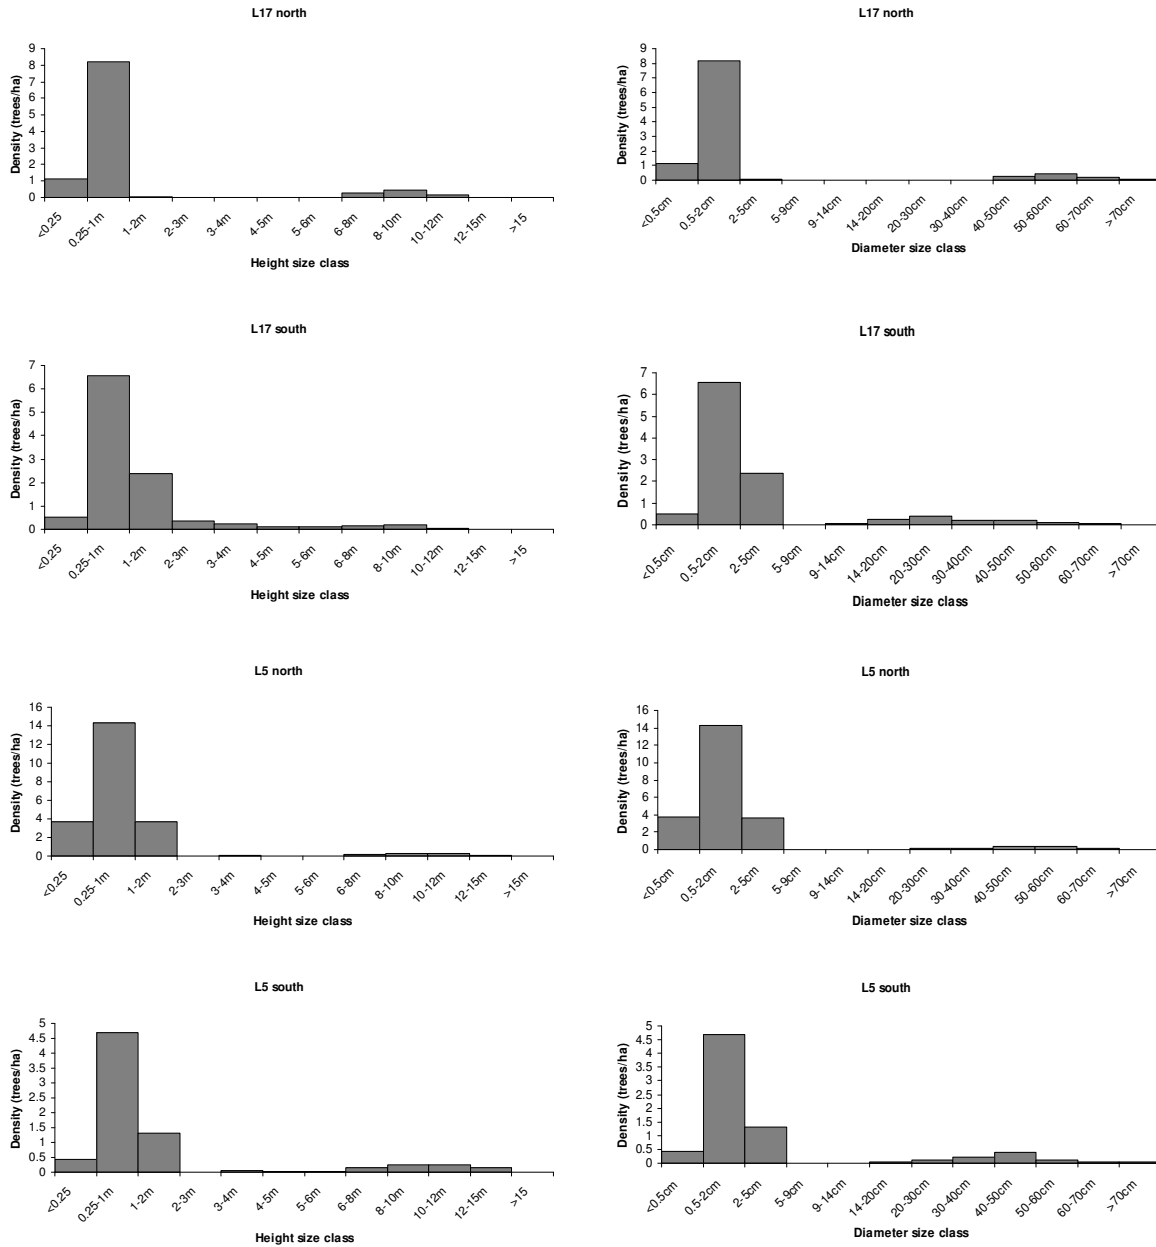 L17 north
9
8
7
6
5
4
3
2
1
0
Density (trees/ha)
<0.25
0.25-1m
1-2m
2-3m
3-4m
4-5m
5-6m
6-8m
8-10m
10-12m
12-15m
>15
Height size class
L17 north
9
8
7
6
5
4
3
2
1
0
Density (trees/ha)
<0.5cm
0.5-2cm
2-5cm
5-9cm
9-14cm
14-20cm
20-30cm
30-40cm
40-50cm
50-60cm
60-70cm
>70cm
Diameter size class
L17 south
7
6
5
4
3
2
1
0
Density (trees/ha)
<0.25
0.25-1m
1-2m
2-3m
3-4m
4-5m
5-6m
6-8m
8-10m
10-12m
12-15m
>15
Height size class
L17 south
7
6
5
4
3
2
1
0
Density (trees/ha)
<0.5cm
0.5-2cm
2-5cm
5-9cm
9-14cm
14-20cm
20-30cm
30-40cm
40-50cm
50-60cm
60-70cm
>70cm
Diameter size class
L5 north
16
14
12
10
8
6
4
2
0
Density (trees/ha)
<0.25
0.25-1m
1-2m
2-3m
3-4m
4-5m
5-6m
6-8m
8-10m
10-12m
12-15m
>15m
Height size class
L5 north
16
14
12
10
8
6
4
2
0
Density (trees/ha)
<0.5cm
0.5-2cm
2-5cm
5-9cm
9-14cm
14-20cm
20-30cm
30-40cm
40-50cm
50-60cm
60-70cm
>70cm
Diameter size class
L5 south
5
4.5
4
3.5
3
2.5
2
1.5
1
0.5
0
Density (trees/ha)
<0.25
0.25-1m
1-2m
2-3m
3-4m
4-5m
5-6m
6-8m
8-10m
10-12m
12-15m
>15
Height size class
L5 south
5
4.5
4
3.5
3
2.5
2
1.5
1
0.5
0
Density (trees/ha)
<0.5cm
0.5-2cm
2-5cm
5-9cm
9-14cm
14-20cm
20-30cm
30-40cm
40-50cm
50-60cm
60-70cm
>70cm
Diameter size class